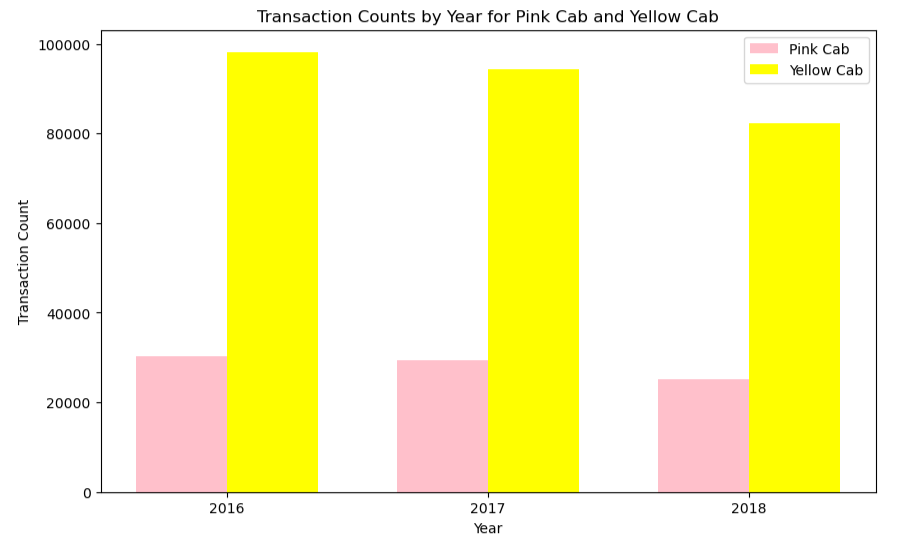 Transaction Counts by Year for Pink Cab and Yellow Cab
Pink Cab
Yellow Cab
Transaction Count
100000
80000
60000
40000
20000
0
2016 2017 2018
Year